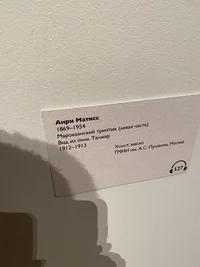 Анри Матисс
1869–1954
Марокканский триптих (левая часть)
Вид из окна. Танжер
1912–1913
Холст, масло
ГМИИ им. А.С. Пушкина, Москва
127